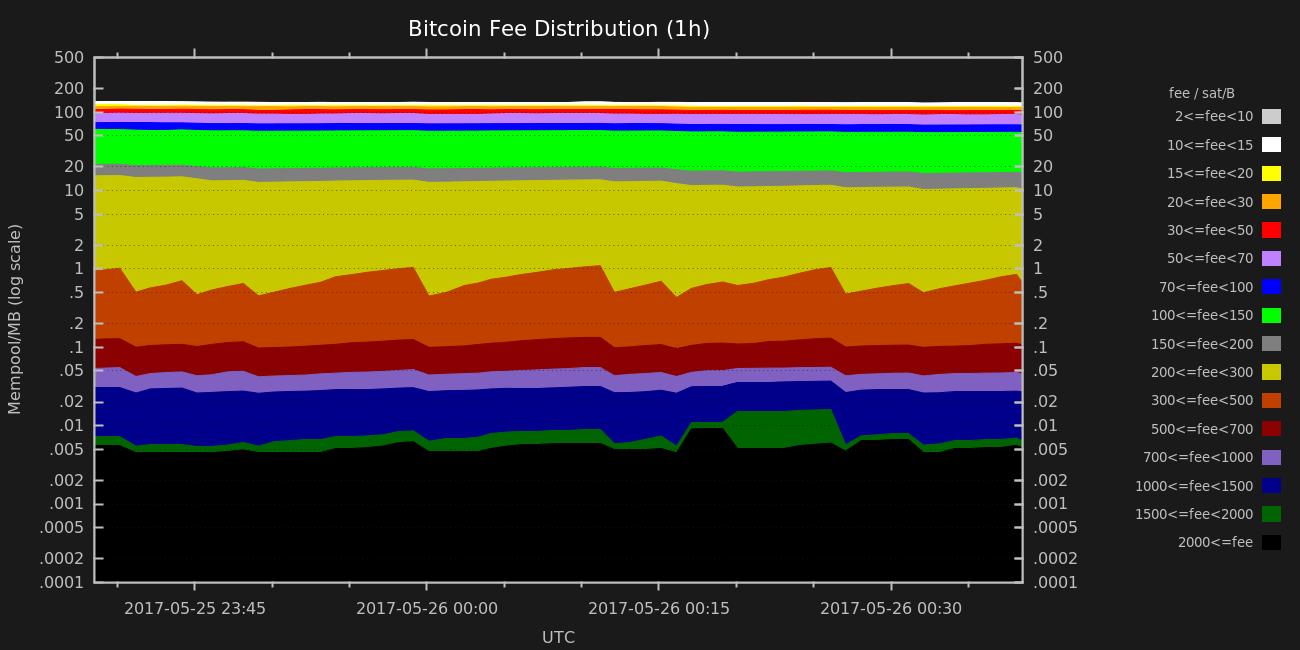 Bitcoin Fee Distribution (1h)
500
200
100
50
20
10
5
2
1
.5
.2
.1
.05
.02
.01
.005
.002
.001
.0005
.0002
.0001
Mempool/MB (log scale)
500
200
100
50
20
10
5
2
1
.5
.2
.1
.05
.02
.01
.005
.002
.001
.0005
.0002
.0001
2017-05-25 23:45
2017-05-26 00:00
2017-05-26 00:15
2017-05-26 00:30
UTC
fee / sat/B
2<=fee<10
10<=fee<15
15<=fee<20
20<=fee<30
30<=fee<50
50<=fee<70
70<=fee<100
100<=fee<150
150<=fee<200
200<=fee<300
300<=fee<500
500<=fee<700
700<=fee<1000
1000<=fee<1500
1500<=fee<2000
2000<=fee